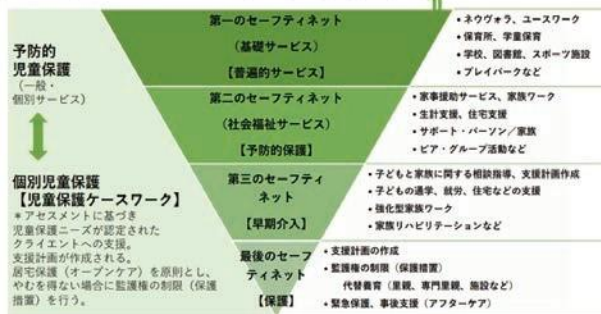 予防的
児童保護
（一般・
個別サービス）
個別児童保護
【児童保護ケースワーク】
＊アセスメントに基づき
児童保護ニーズが認定された
クライエントへの支援。
支援計画が作成される。
居宅保護（オープンケア）を原則とし、
やむを得ない場合に監護権の制限（保護
措置）を行う。
第一のセーフティネット
（基礎サービス）
【普遍的サービス】
• ネウヴォラ、ユースワーク
• 保育所、学童保育
• 学校、図書館、スポーツ施設
• プレイパークなど
第二のセーフティネット
（社会福祉サービス）
【予防的保護】
• 家事援助サービス、家族ワーク
• 生計支援、住宅支援
• サポート・パーソン／家族
• ピア・グループ活動など
第三のセーフティ
ネット
【早期介入】
• 子どもと家族に関する相談指導、支援計画作成
• 子どもの通学、就労、住宅などの支援
• 強化型家族ワーク
• 家族リハビリテーションなど
最後のセーフ
ティネット
【保護】
• 支援計画の作成
• 監護権の制限（保護措置）
代替養育（里親、専門里親、施設など）
• 緊急保護、事後支援（アフターケア）